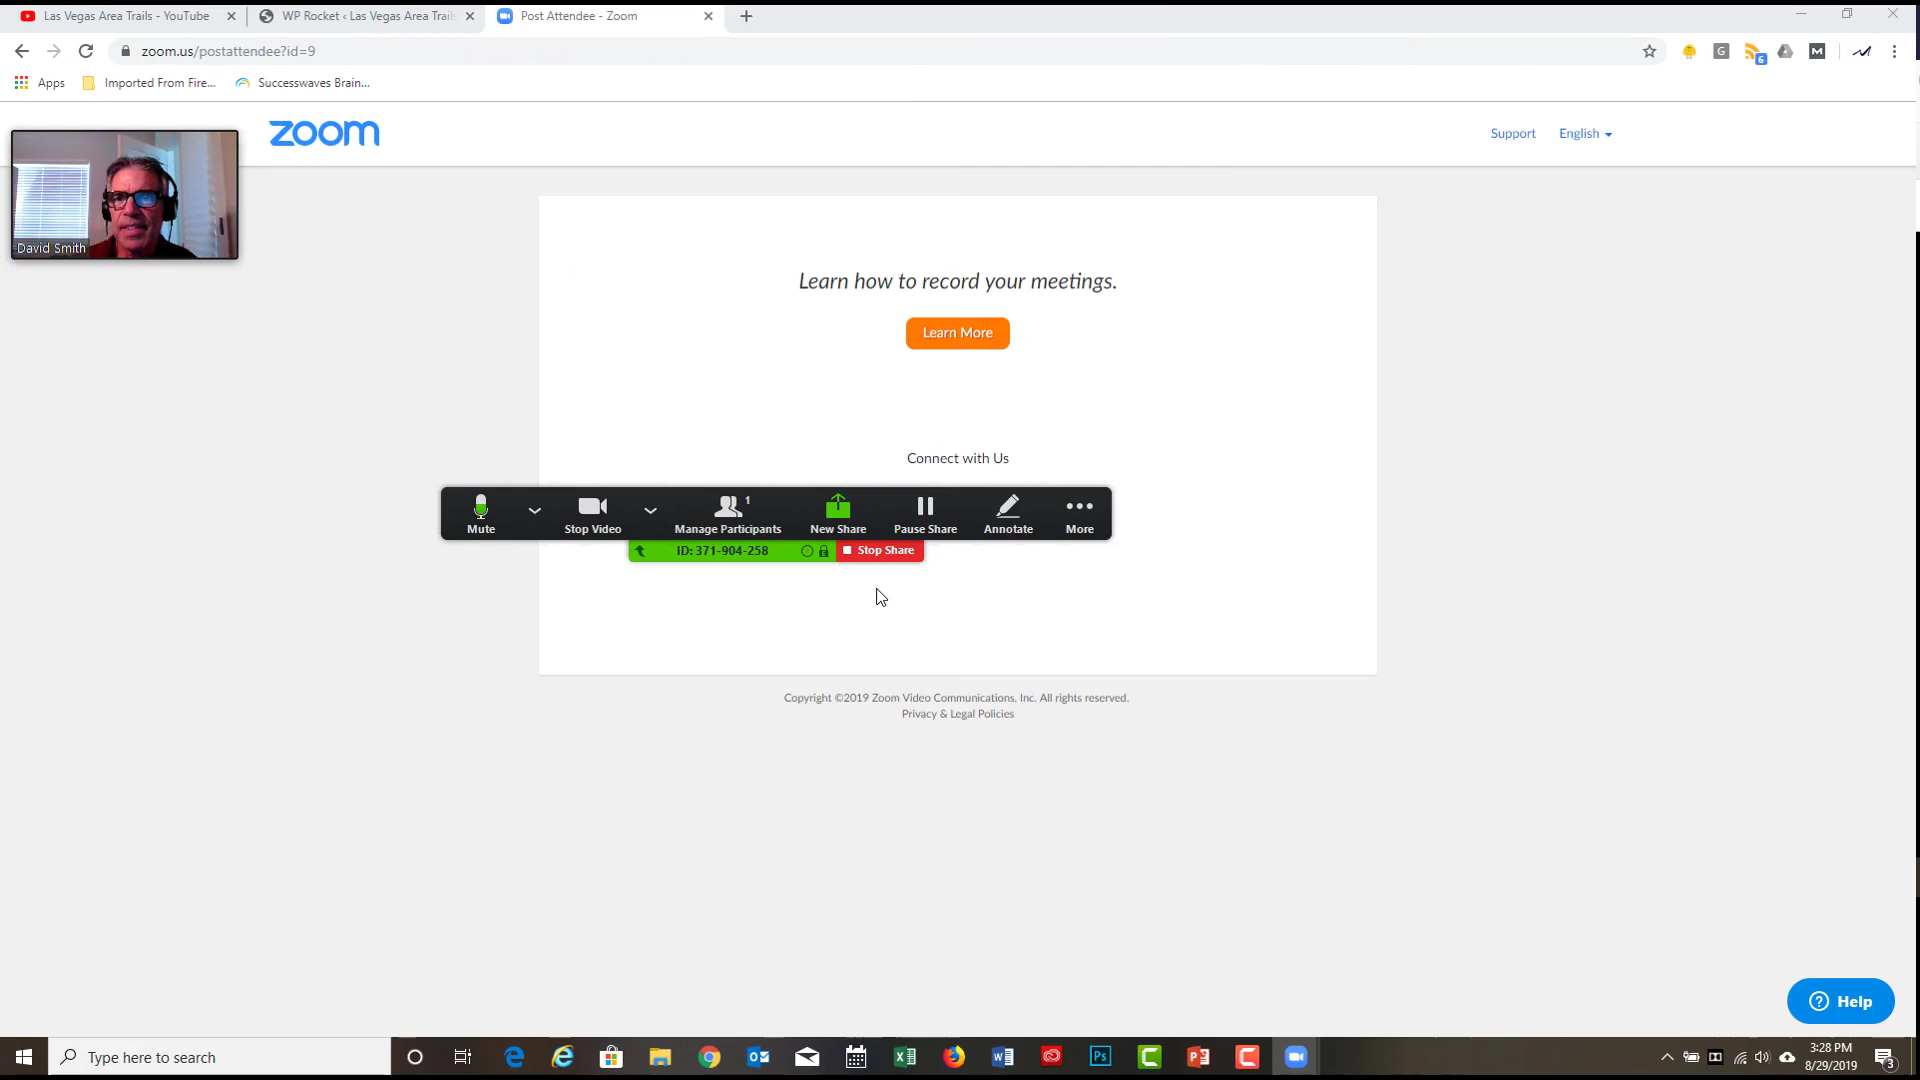 Las Vegas Area Trails - YouTube
WP Rocket ‹ Las Vegas Area Trails
Post Attendee - Zoom
zoom.us/postattendee?id=9
G
6
M
Apps
Imported From Fire...
Successwaves Brain...
zoom
Support
English
David Smith
Learn how to record your meetings.
Learn More
Connect with Us
1
Mute
Stop Video
Manage Participants
New Share
Pause Share
Annotate
More
ID: 371-904-258
Stop Share
Copyright ©2019 Zoom Video Communications, Inc. All rights reserved.
Privacy & Legal Policies
Help
Type here to search
Ps
3:28 PM
8/29/2019
3